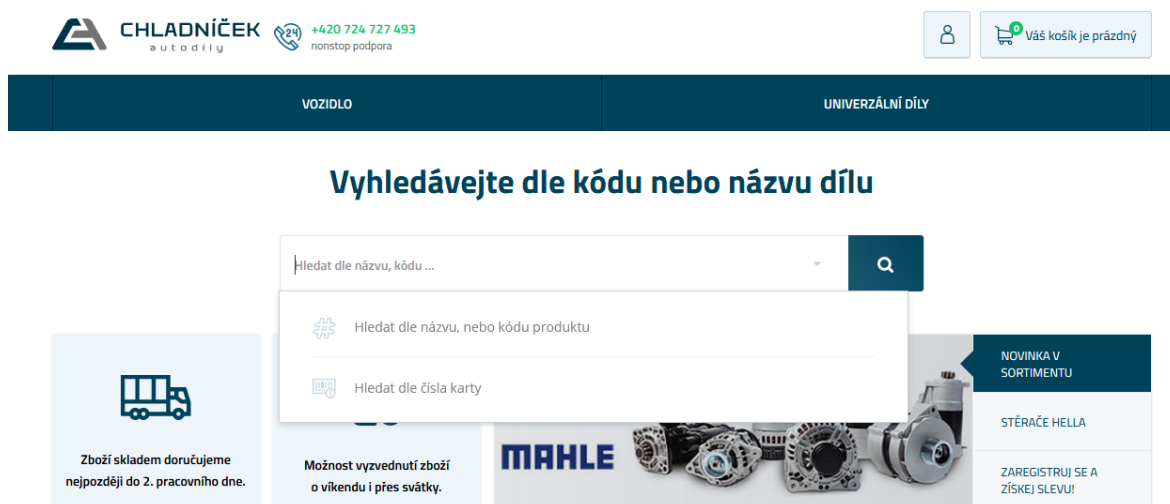 CHLADNÍČEK
autodíly
24
+420 724 727 493
nonstop podpora
0
Váš košík je prázdný
VOZIDLO
UNIVERZÁLNÍ DÍLY
Vyhledávejte dle kódu nebo názvu dílu
Hledat dle názvu, kódu ...
Hledat dle názvu, nebo kódu produktu
Hledat dle čísla karty
Zboží skladem doručujeme
nejpozději do 2. pracovního dne.
Možnost vyzvednutí zboží
o víkendu i přes svátky.
MAHLE
NOVINKA V
SORTIMENTU
STĚRAČE HELLA
ZAREGISTRUJ SE A
ZÍSKEJ SLEVU!